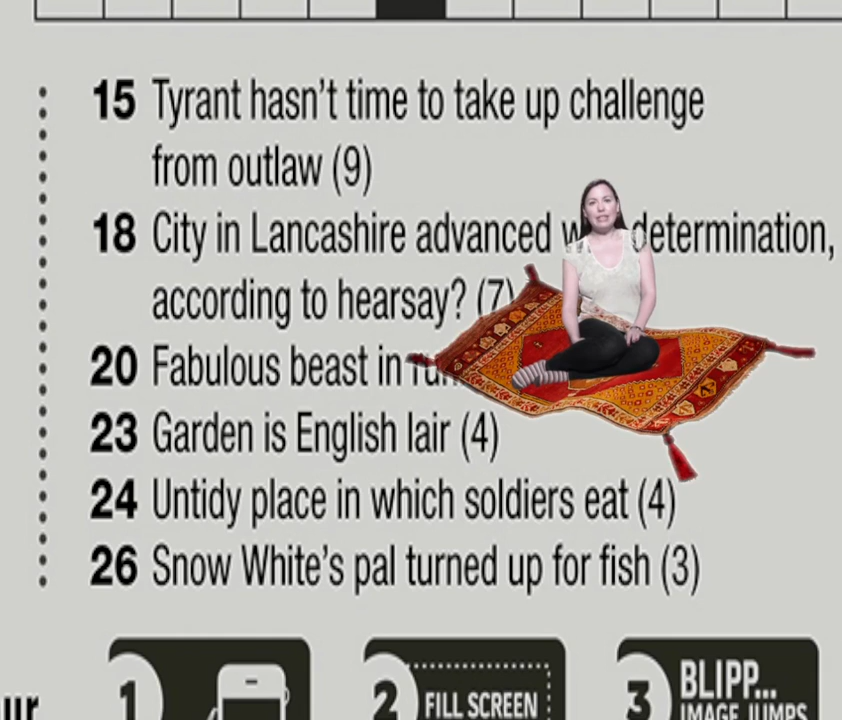 15 Tyrant hasn't time to take up challenge
from outlaw (9)
18 City in Lancashire advanced determination,
according to hearsay? (7)
20 Fabulous beast in
23 Garden is English lair (4)
24 Untidy place in which soldiers eat (4)
26 Snow White's pal turned up for fish (3)
1
2 FILL SCREEN
3 BLIPP...
IMAGE JUMPS